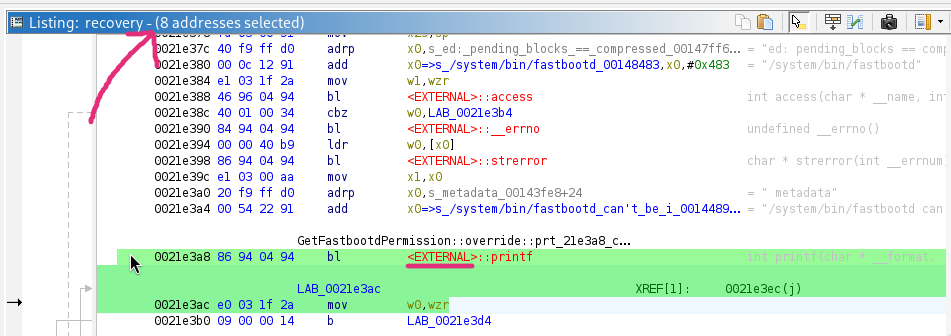 Listing: recovery - (8 addresses selected)
0021e37c 40 f9 ff d0 adrp x0,s_ed:_pending_blocks_==_compressed_00147ff6... = "ed: pending_blocks == comp
0021e380 00 0c 12 91 add x0=>s_/system/bin/fastbootd_00148483,x0,#0x483 = "/system/bin/fastbootd"
0021e384 e1 03 1f 2a mov w1,wzr
0021e388 46 96 04 94 bl <EXTERNAL>::access int access(char * __name, int
0021e38c 40 01 00 34 cbz w0,LAB_0021e3b4
0021e390 84 94 04 94 bl <EXTERNAL>::__errno undefined __errno()
0021e394 00 00 40 b9 ldr w0,[x0]
0021e398 86 94 04 94 bl <EXTERNAL>::strerror char * strerror(int __errnum
0021e39c e1 03 00 aa mov x1,x0
0021e3a0 20 f9 ff d0 adrp x0,s_metadata_00143fe8+24 = " metadata"
0021e3a4 00 54 22 91 add x0=>s_/system/bin/fastbootd_can't_be_i_0014489... = "/system/bin/fastbootd can
GetFastbootdPermission::override::prt_21e3a8_c...
0021e3a8 86 94 04 94 bl <EXTERNAL>::printf int printf(char * __format,
LAB_0021e3ac XREF[1]: 0021e3ec(j)
0021e3ac e0 03 1f 2a mov w0,wzr
0021e3b0 09 00 00 14 b LAB_0021e3d4